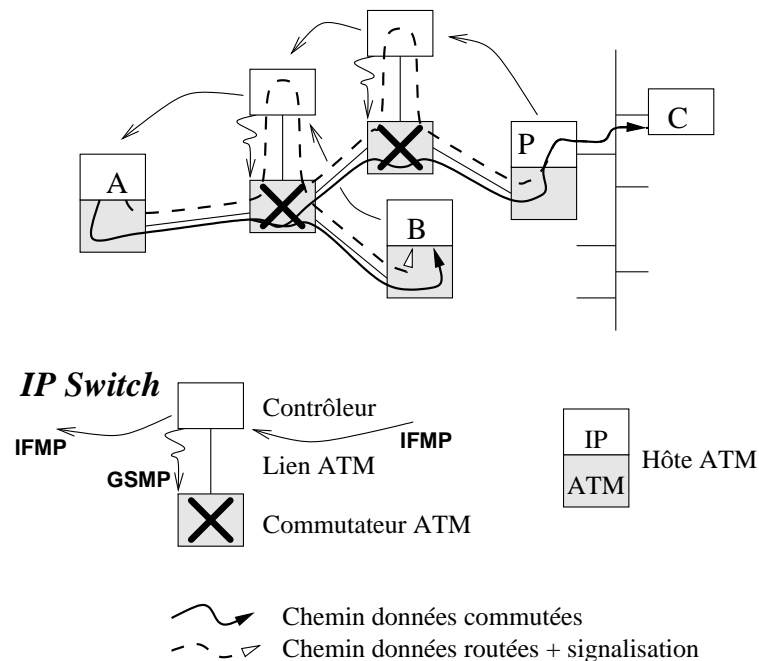 A
P
C
B
IP Switch
Contrôleur
IFMP
IFMP
Lien ATM
GSMP
Commutateur ATM
IP
ATM
Hôte ATM
Chemin données commutées
Chemin données routées + signalisation